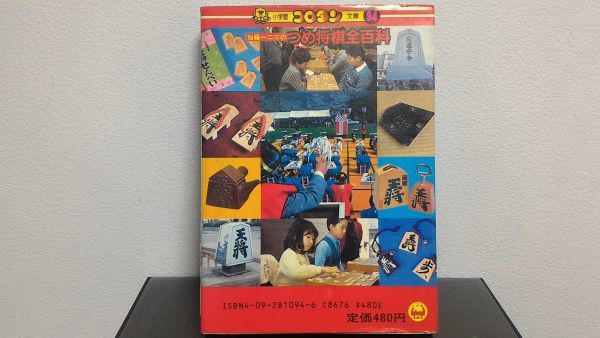 小学館 コロタン 文庫 94
加藤一二三のつめ将棋全百科
王将
ISBN4-09-281094-6 C8676 ¥480E
定価480円